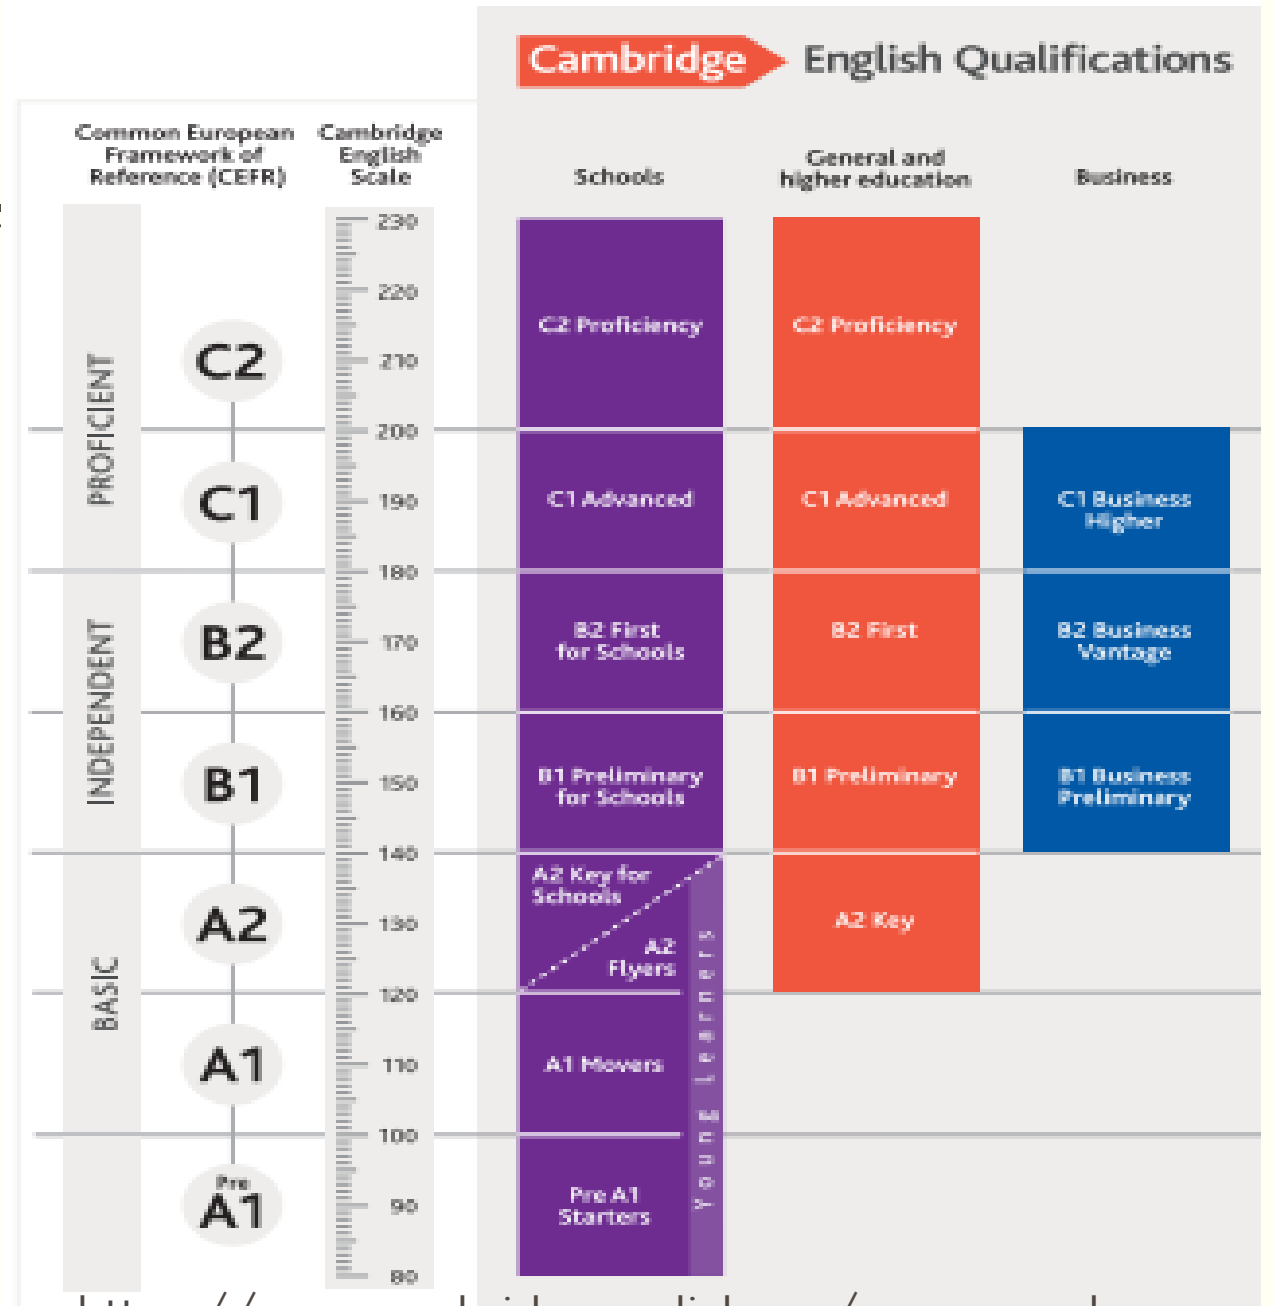 Cambridge English Qualifications
Common European
Framework of
Reference (CEFR)
Cambridge
English
Scale
Schools
General and
higher education
Business
PROFICIENT
INDEPENDENT
BASIC
C2
C1
B2
B1
A2
A1
Pre
A1
230
220
210
200
190
180
170
160
150
140
130
120
110
100
90
80
C2 Proficiency
C1 Advanced
B2 First
for Schools
B1 Preliminary
for Schools
A2 Key for
Schools
A2
Flyers
A1 Movers
Pre A1
Starters
Young Learners
C2 Proficiency
C1 Advanced
B2 First
B1 Preliminary
A2 Key
C1 Business
Higher
B2 Business
Vantage
B1 Business
Preliminary